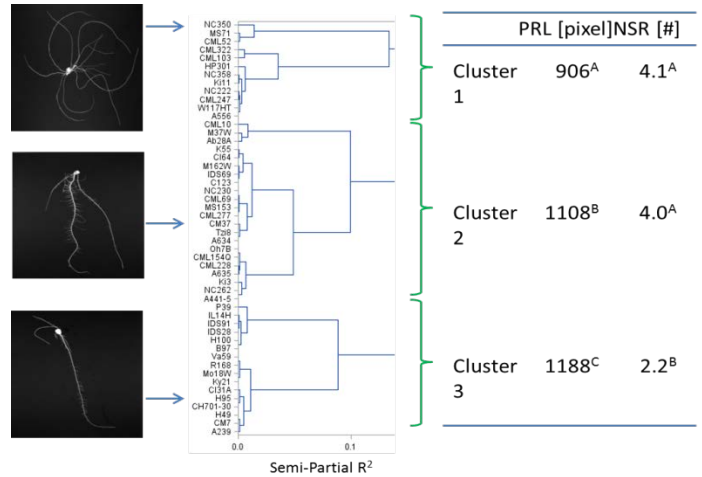 NC350
MS71
CML52
CML322
CML103
HP301
NC358
Ki11
NC222
CML247
W117HT
A556
CML10
M37W
Ab28A
K55
CI64
M162W
IDS69
C123
NC230
CML69
MS153
CML277
CM37
Tzi8
A634
Oh7B
CML154Q
CML228
A635
Ki3
NC262
A441-5
P39
IL14H
IDS91
IDS28
H100
B97
Va59
R168
Mo18W
Ky21
CI31A
H95
CH701-30
H49
CM7
A239
0.0 0.1
Semi-Partial R²
PRL [pixel] NSR [#]
Cluster 1 906ᴬ 4.1ᴬ
Cluster 2 1108ᴮ 4.0ᴬ
Cluster 3 1188ᶜ 2.2ᴮ